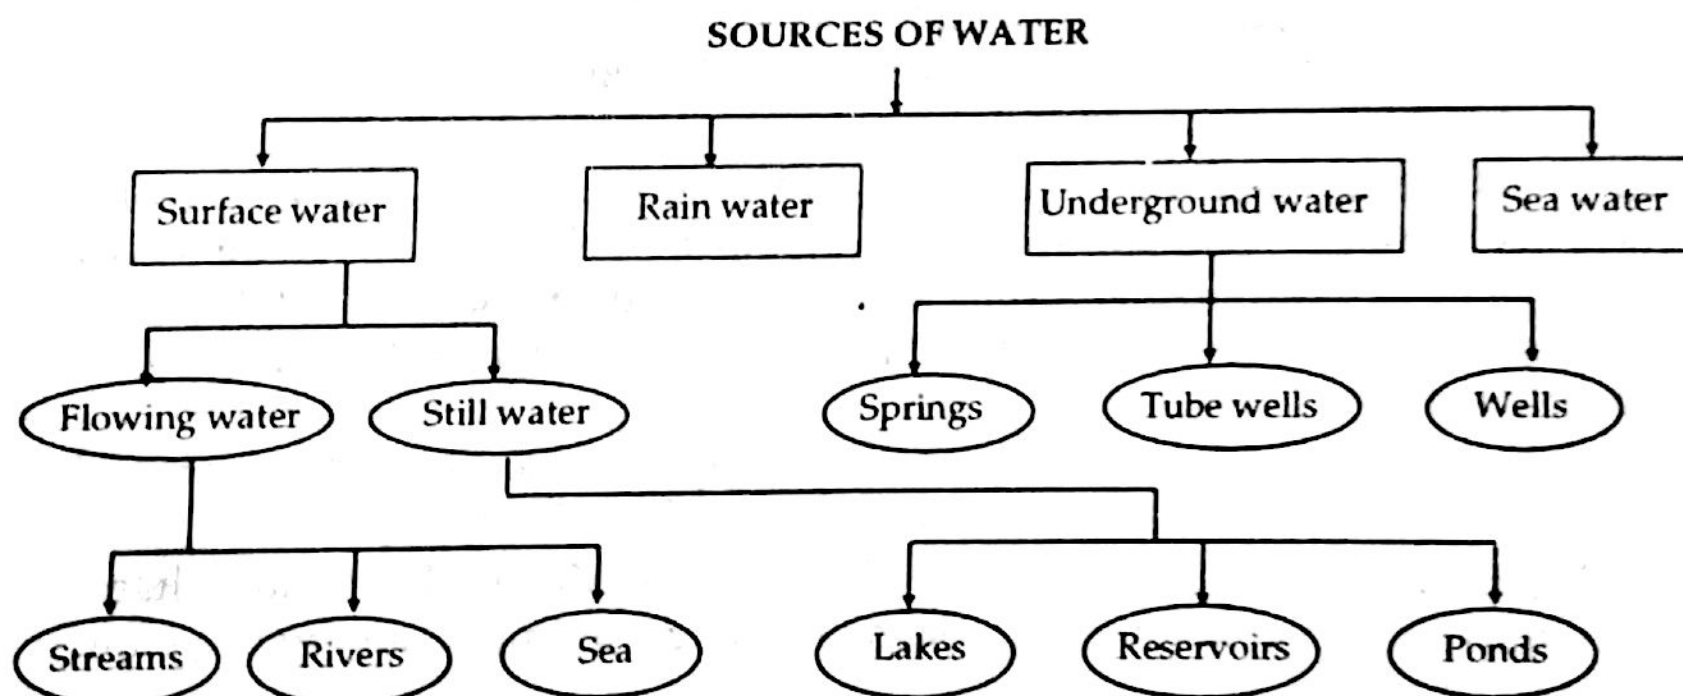 SOURCES OF WATER
Surface water
Rain water
Underground water
Sea water
Flowing water
Still water
Springs
Tube wells
Wells
Streams
Rivers
Sea
Lakes
Reservoirs
Ponds